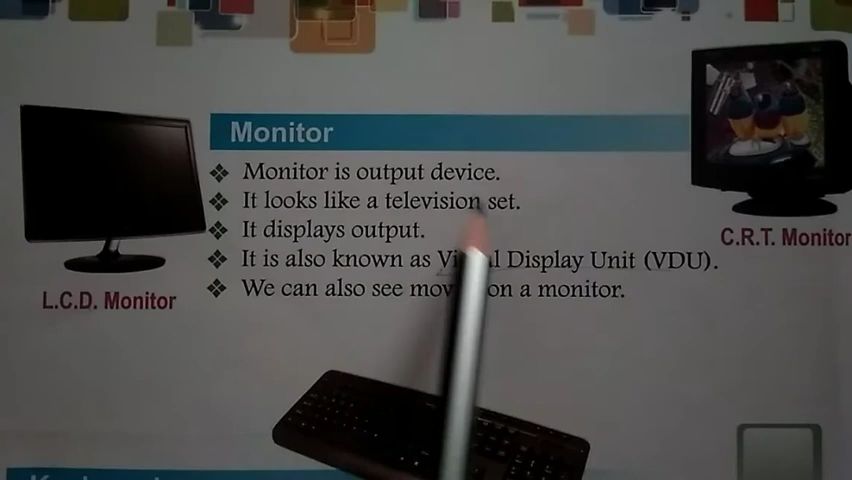 Monitor
Monitor is output device.
It looks like a television set.
It displays output.
It is also known as Display Unit (VDU).
We can also see on a monitor.
L.C.D. Monitor
C.R.T. Monitor